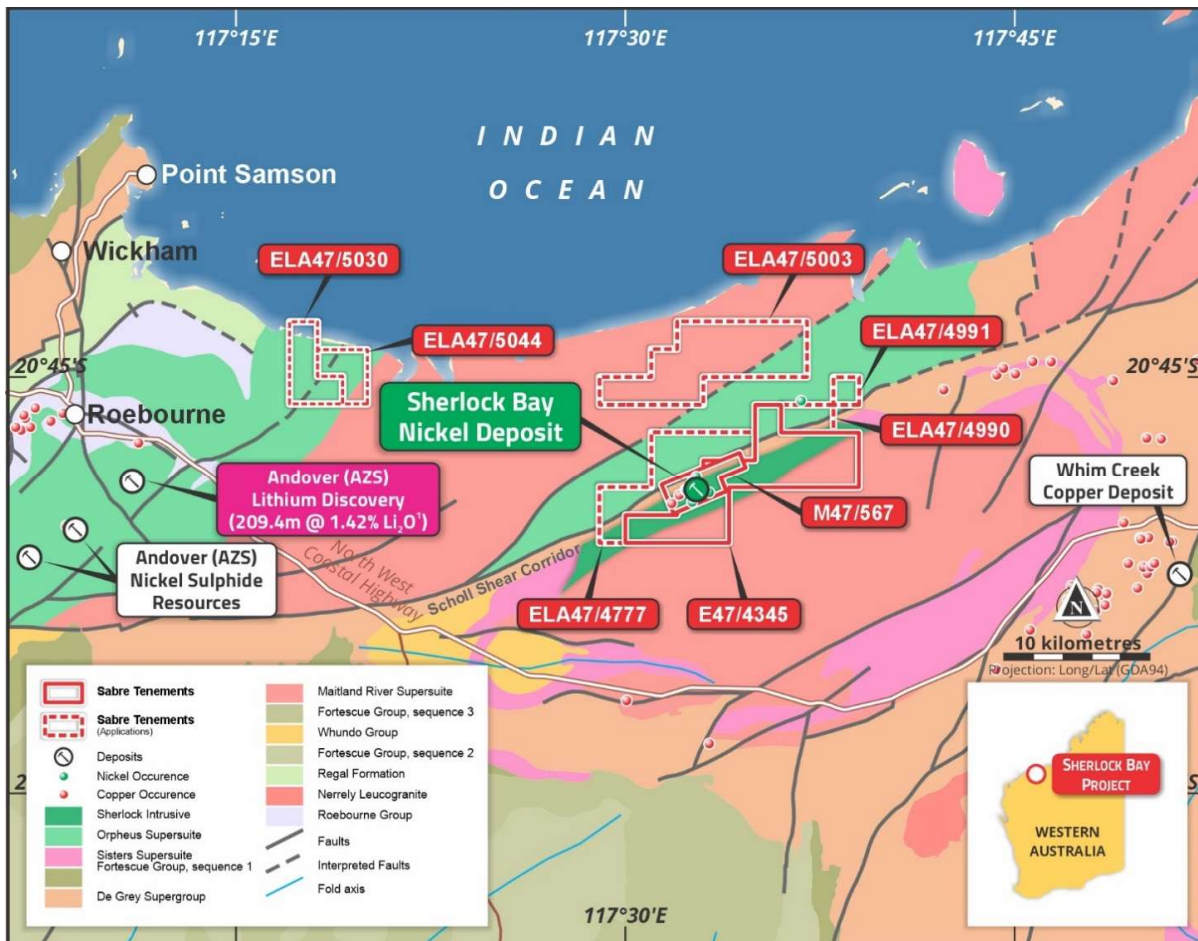 117°15'E
117°30'E
117°45'E
INDIAN
OCEAN
Point Samson
Wickham
ELA47/5030
ELA47/5003
ELA47/5044
ELA47/4991
20°45'S
20°45'S
Roebourne
Sherlock Bay
Nickel Deposit
ELA47/4990
Whim Creek
Copper Deposit
Andover (AZS)
Lithium Discovery
(209.4m @ 1.42% Li₂O¹)
M47/567
Andover (AZS)
Nickel Sulphide
Resources
North West
Coastal Highway
Scholl Shear Corridor
ELA47/4777
E47/4345
N
10 kilometres
Projection: Long/Lat (GDA94)
Sabre Tenements
Sabre Tenements
(Applications)
Deposits
Nickel Occurence
Copper Occurence
Sherlock Intrusive
Orpheus Supersuite
Sisters Supersuite
Fortescue Group, sequence 1
De Grey Supergroup
Maitland River Supersuite
Fortescue Group, sequence 3
Whundo Group
Fortescue Group, sequence 2
Regal Formation
Nerrely Leucogranite
Roebourne Group
Faults
Interpreted Faults
Fold axis
117°30'E
SHERLOCK BAY
PROJECT
WESTERN
AUSTRALIA